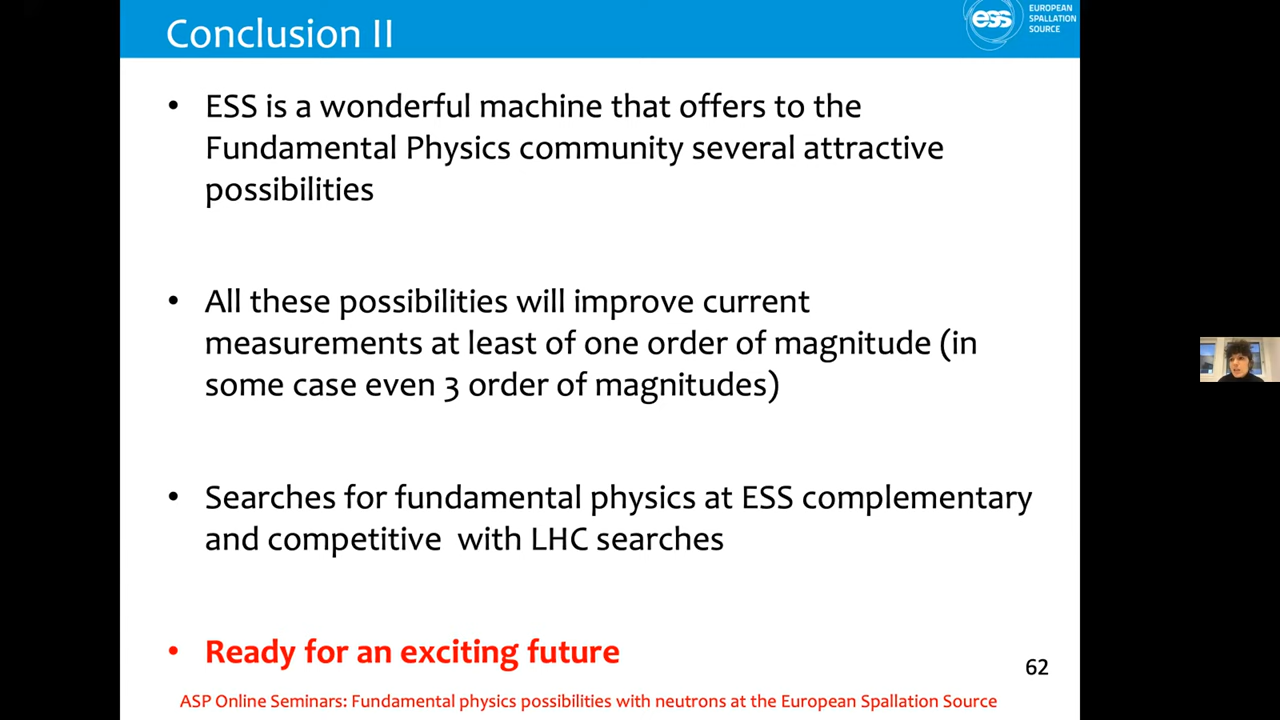 Conclusion II
ess
EUROPEAN
SPALLATION
SOURCE
• ESS is a wonderful machine that offers to the
Fundamental Physics community several attractive
possibilities
• All these possibilities will improve current
measurements at least of one order of magnitude (in
some case even 3 order of magnitudes)
• Searches for fundamental physics at ESS complementary
and competitive  with LHC searches
• Ready for an exciting future
62
ASP Online Seminars: Fundamental physics possibilities with neutrons at the European Spallation Source